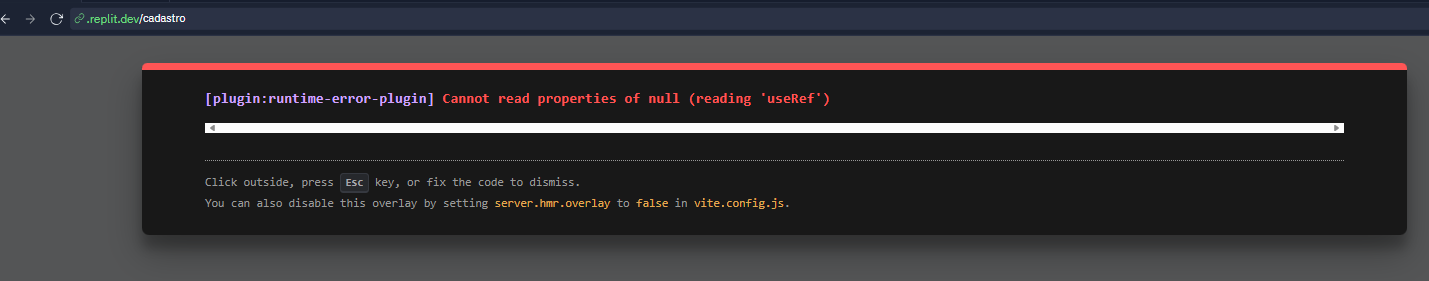 .replit.dev/cadastro
[plugin:runtime-error-plugin] Cannot read properties of null (reading 'useRef')
Click outside, press Esc key, or fix the code to dismiss.
You can also disable this overlay by setting server.hmr.overlay to false in vite.config.js.